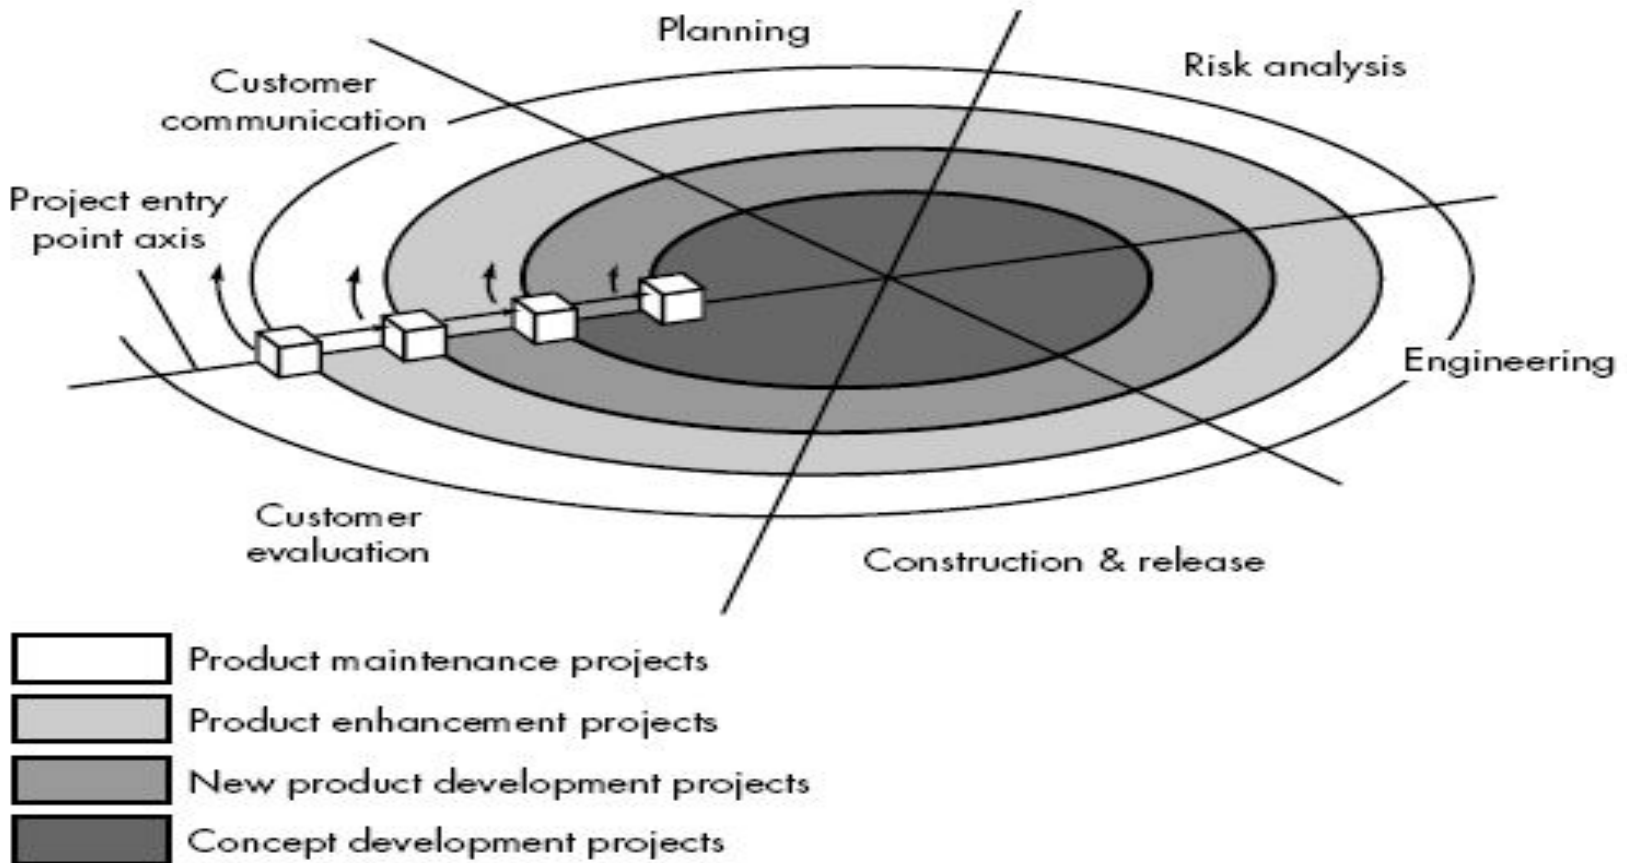 Planning
Risk analysis
Customer
communication
Project entry
point axis
Engineering
Customer
evaluation
Construction & release
Product maintenance projects
Product enhancement projects
New product development projects
Concept development projects